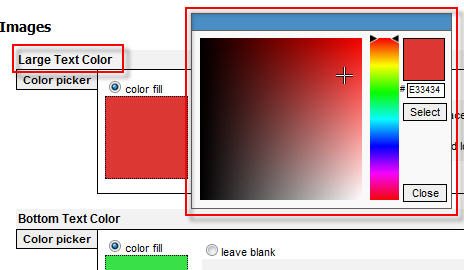 Images
Large Text Color
Color picker
color fill
# E33434
Select
Close
Bottom Text Color
Color picker
color fill
leave blank